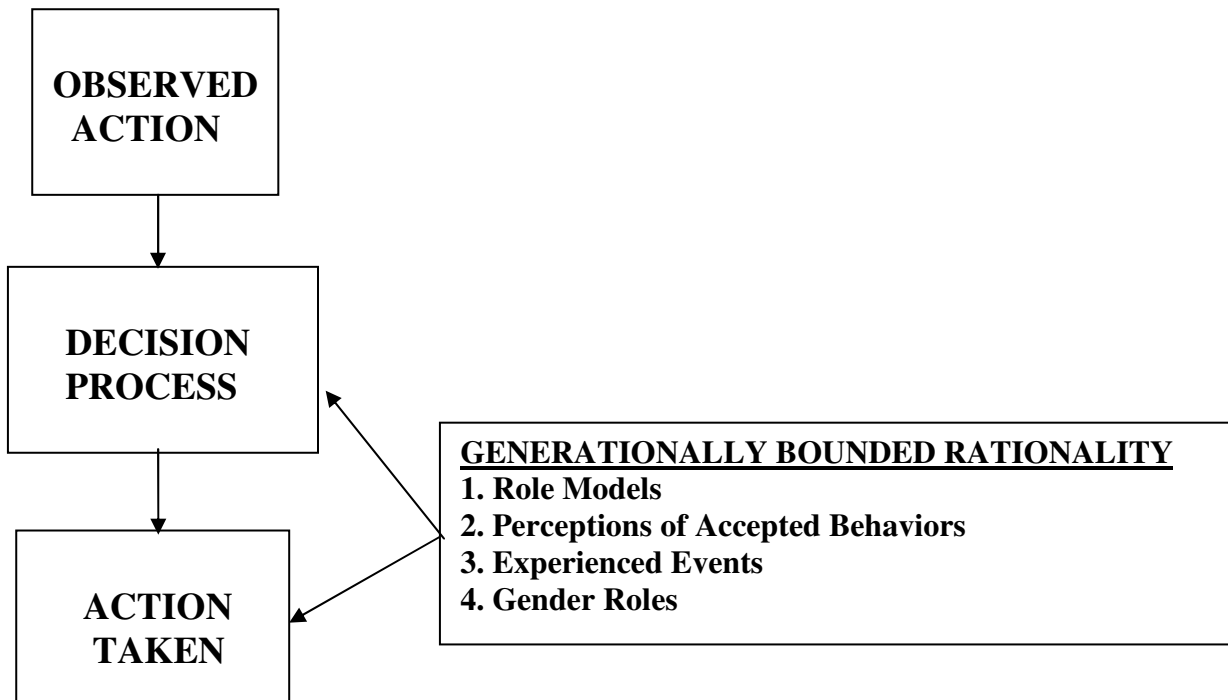 OBSERVED
ACTION
DECISION
PROCESS
GENERATIONALLY BOUNDED RATIONALITY
1. Role Models
2. Perceptions of Accepted Behaviors
3. Experienced Events
4. Gender Roles
ACTION
TAKEN